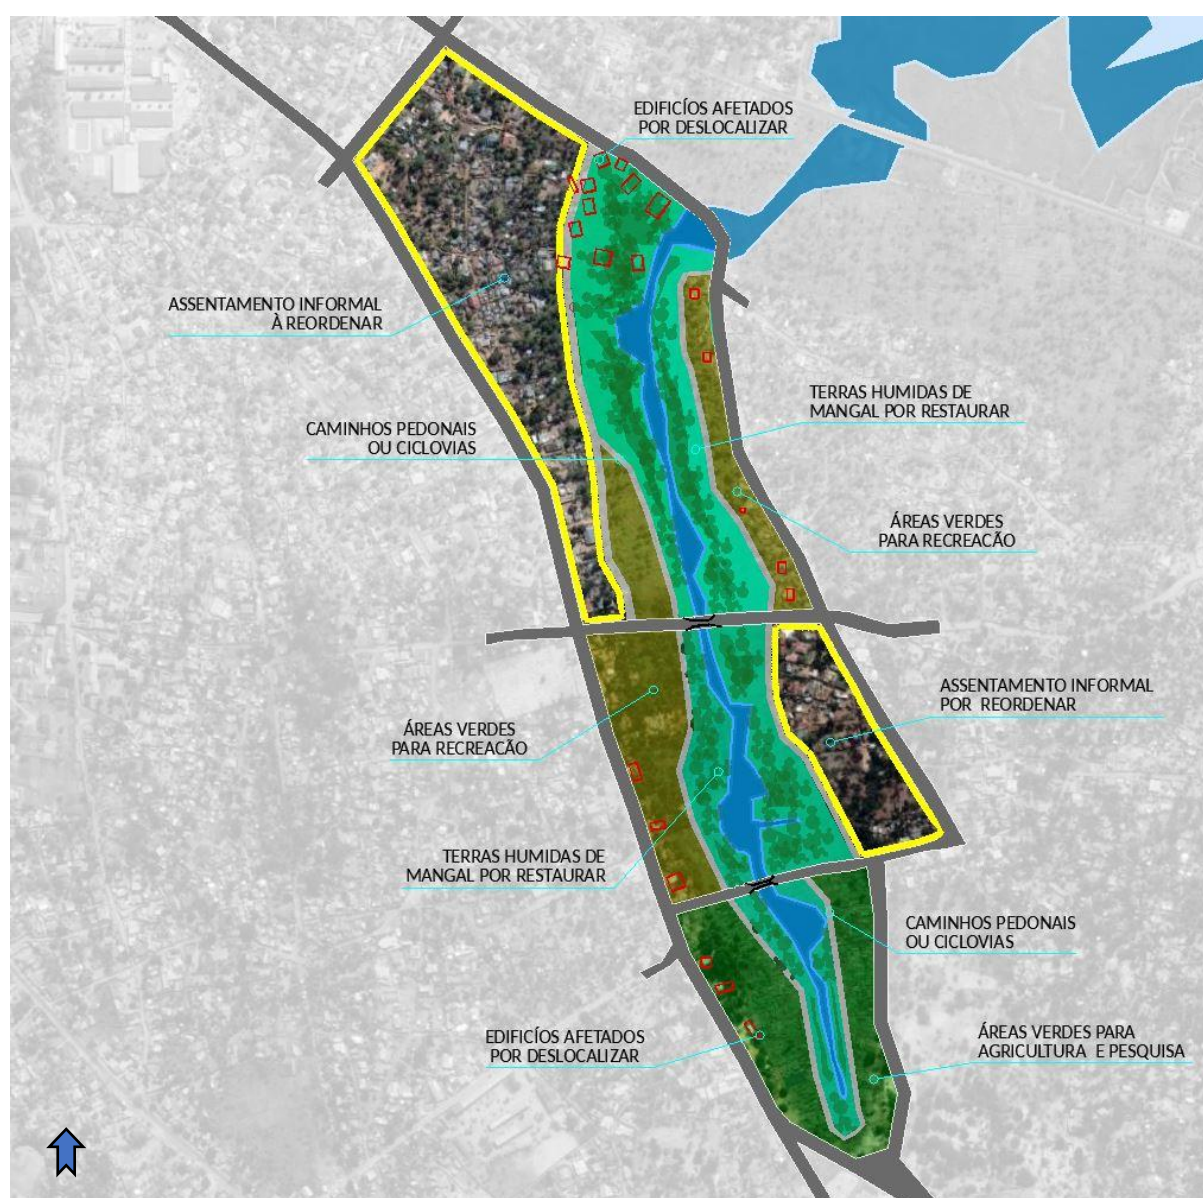 EDIFICÍOS AFETADOS
POR DESLOCALIZAR
ASSENTAMENTO INFORMAL
À REORDENAR
TERRAS HUMIDAS DE
MANGAL POR RESTAURAR
CAMINHOS PEDONAIS
OU CICLOVIAS
ÁREAS VERDES
PARA RECREACÃO
ASSENTAMENTO INFORMAL
POR REORDENAR
ÁREAS VERDES
PARA RECREACÃO
TERRAS HUMIDAS DE
MANGAL POR RESTAURAR
CAMINHOS PEDONAIS
OU CICLOVIAS
EDIFICÍOS AFETADOS
POR DESLOCALIZAR
ÁREAS VERDES PARA
AGRICULTURA E PESQUISA